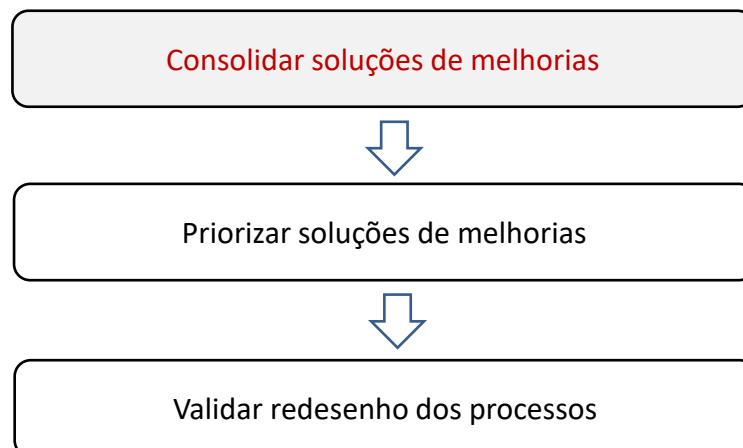 Consolidar soluções de melhorias
Priorizar soluções de melhorias
Validar redesenho dos processos